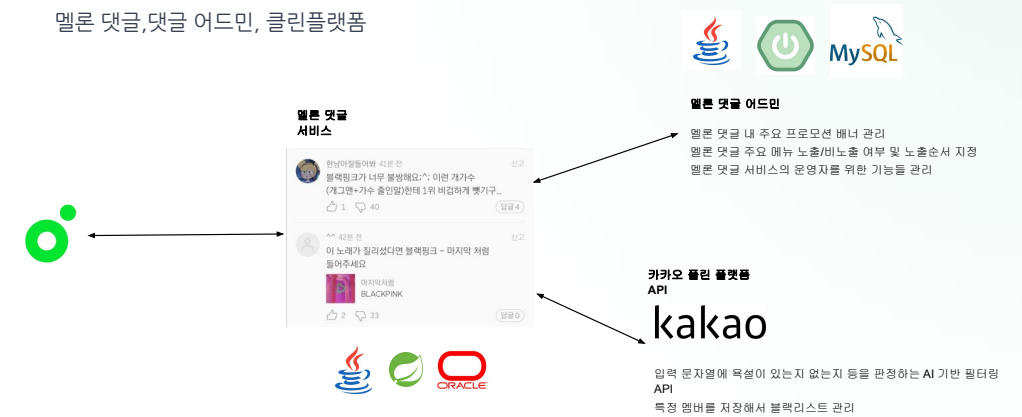 멜론 댓글,댓글 어드민, 클린플랫폼
MySQL
멜론 댓글 어드민
멜론 댓글 내 주요 프로모션 배너 관리
멜론 댓글 주요 메뉴 노출/비노출 여부 및 노출순서 지정
멜론 댓글 서비스의 운영자를 위한 기능들 관리
멜론 댓글
서비스
한남마잘들어봐 41분 전 신고
블랙핑크가 너무 불쌍해요;^; 이런 개가수
(개그맨+가수 줄인말)한테 1위 비겁하게 뺏기구..
1 40 답글 4
^^ 42분 전 신고
이 노래가 질리셨다면 블랙핑크 - 마지막 처럼
들어주세요
마지막처럼
BLACKPINK
2 33 답글 0
Java
ORACLE
카카오 플린 플랫폼
API
kakao
입력 문자열에 욕설이 있는지 없는지 등을 판정하는 AI 기반 필터링
API
특정 멤버를 저장해서 블랙리스트 관리